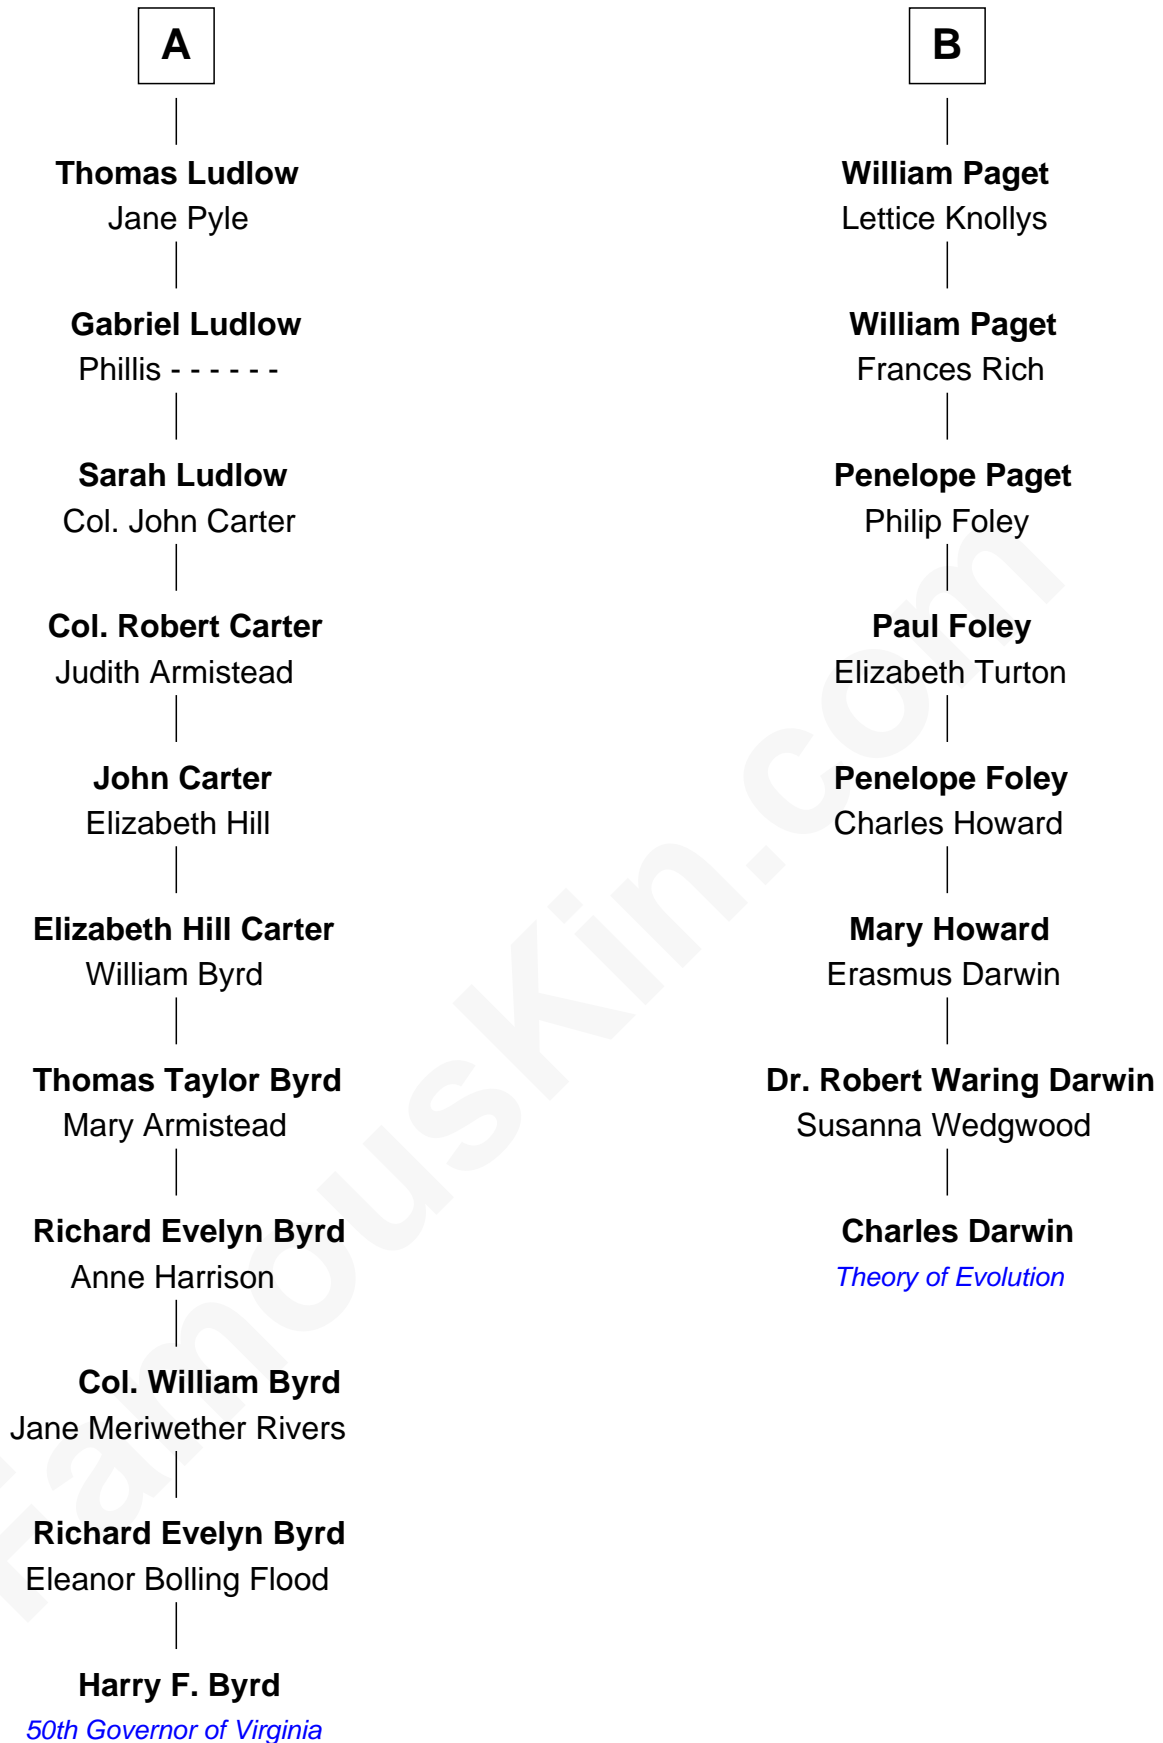 A
Thomas Ludlow
Jane Pyle
Gabriel Ludlow
Phillis - - - - - -
Sarah Ludlow
Col. John Carter
Col. Robert Carter
Judith Armistead
John Carter
Elizabeth Hill
Elizabeth Hill Carter
William Byrd
Thomas Taylor Byrd
Mary Armistead
Richard Evelyn Byrd
Anne Harrison
Col. William Byrd
Jane Meriwether Rivers
Richard Evelyn Byrd
Eleanor Bolling Flood
Harry F. Byrd
50th Governor of Virginia
B
William Paget
Lettice Knollys
William Paget
Frances Rich
Penelope Paget
Philip Foley
Paul Foley
Elizabeth Turton
Penelope Foley
Charles Howard
Mary Howard
Erasmus Darwin
Dr. Robert Waring Darwin
Susanna Wedgwood
Charles Darwin
Theory of Evolution
FamousKin.com